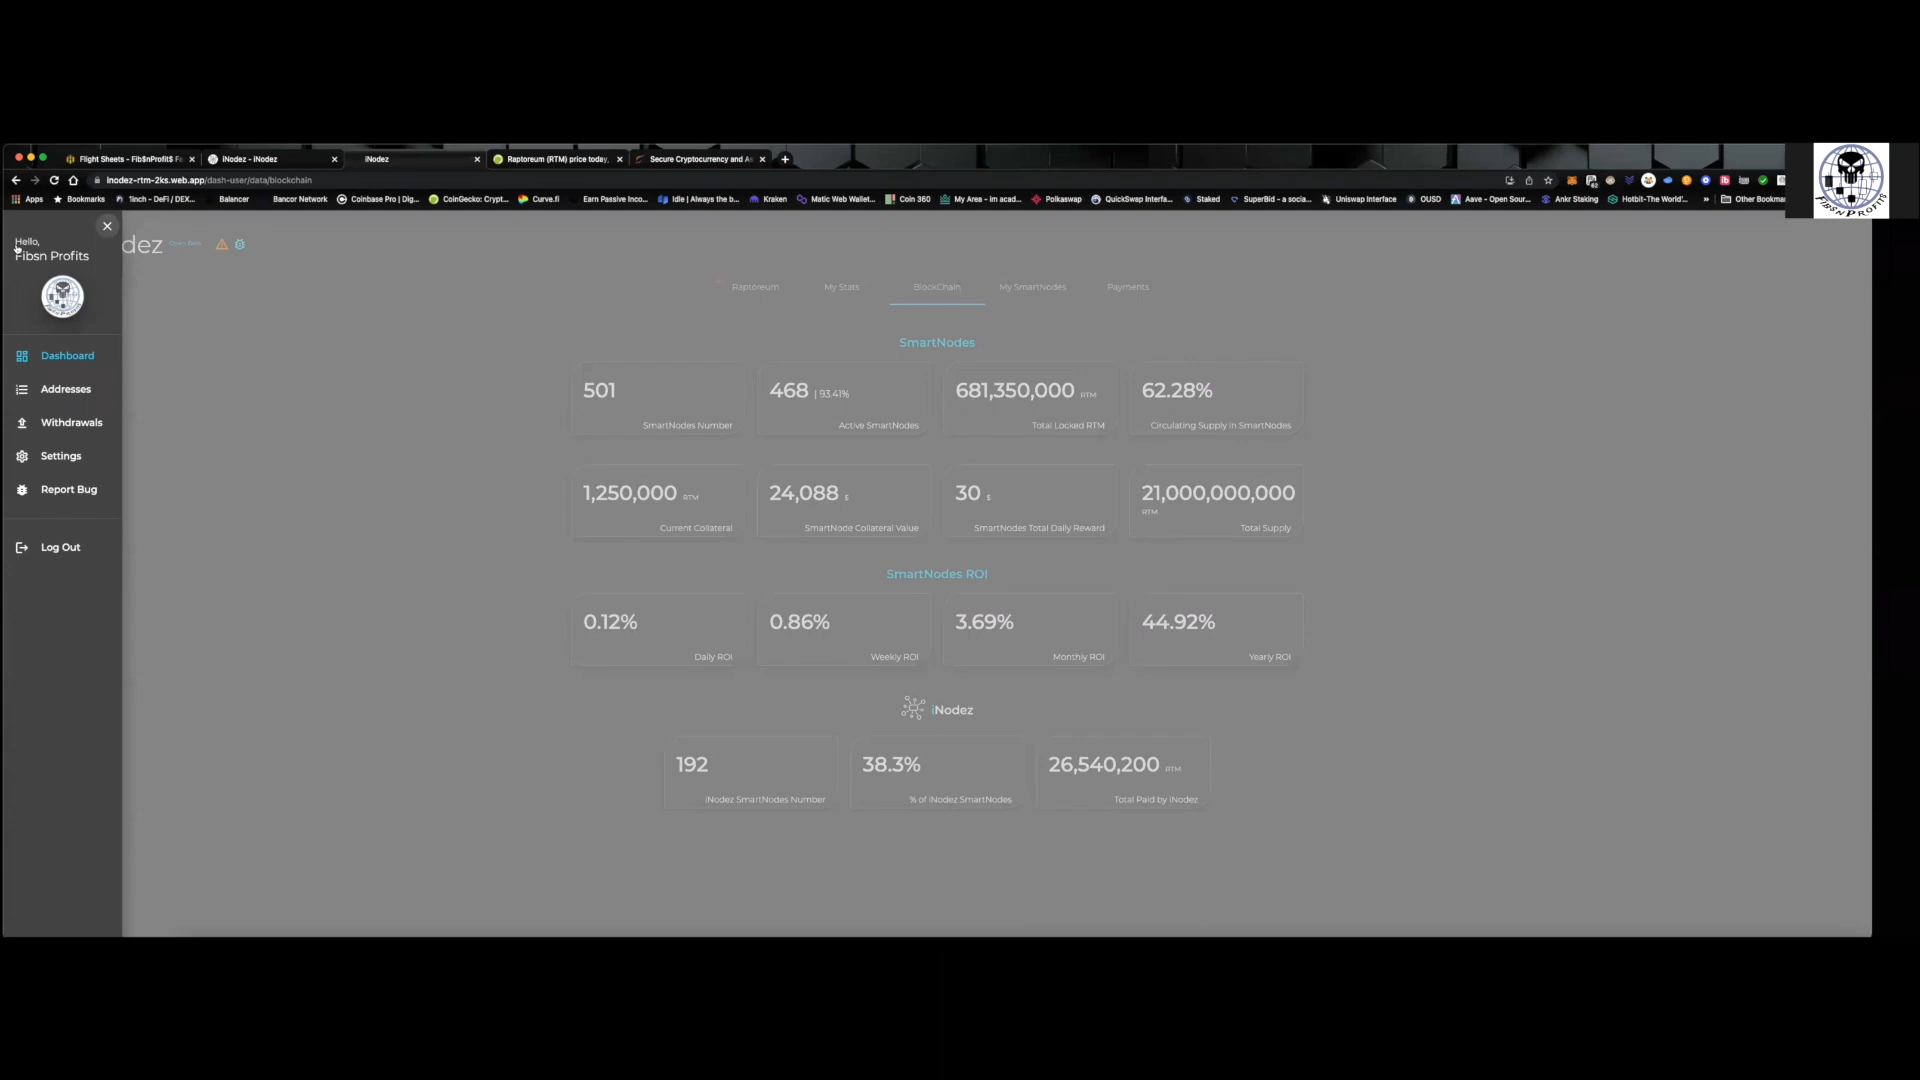 Flight Sheets - Fib$nProfit$ Fa
iNodez - iNodez
iNodez
Raptoreum (RTM) price today,
Secure Cryptocurrency and As
inodez-rtm-2ks.web.app/dash-user/data/blockchain
Apps
Bookmarks
1inch - DeFi / DEX...
Balancer
Bancor Network
Coinbase Pro | Dig...
CoinGecko: Crypt...
Curve.fi
Earn Passive Inco...
Idle | Always the b...
Kraken
Matic Web Wallet...
Coin 360
My Area - im acad...
Polkaswap
QuickSwap Interfa...
Staked
SuperBid - a socia...
Uniswap Interface
OUSD
Aave - Open Sour...
Ankr Staking
Hotbit-The World'...
»
Other Bookmar
FIBSNPROFITS
Hello,
Fibsn Profits
dez
Open Beta
Dashboard
Addresses
Withdrawals
Settings
Report Bug
Log Out
Raptoreum
My Stats
BlockChain
My SmartNodes
Payments
SmartNodes
501
SmartNodes Number
468 | 93.41%
Active SmartNodes
681,350,000 RTM
Total Locked RTM
62.28%
Circulating Supply in SmartNodes
1,250,000 RTM
Current Collateral
24,088 $
SmartNode Collateral Value
30 $
SmartNodes Total Daily Reward
21,000,000,000
RTM
Total Supply
SmartNodes ROI
0.12%
Daily ROI
0.86%
Weekly ROI
3.69%
Monthly ROI
44.92%
Yearly ROI
iNodez
192
iNodez SmartNodes Number
38.3%
% of iNodez SmartNodes
26,540,200 RTM
Total Paid by iNodez